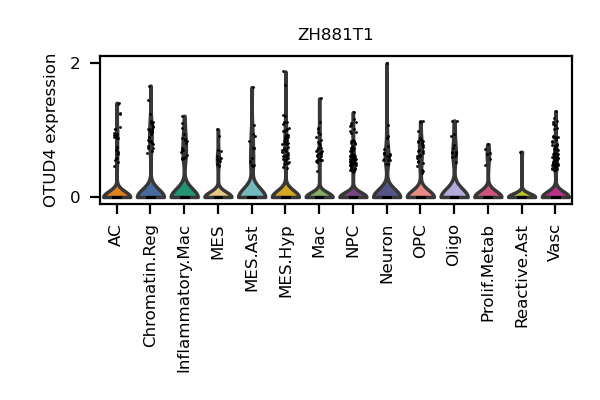 ZH881T1
OTUD4 expression
2
0
AC
Chromatin.Reg
Inflammatory.Mac
MES
MES.Ast
MES.Hyp
Mac
NPC
Neuron
OPC
Oligo
Prolif.Metab
Reactive.Ast
Vasc